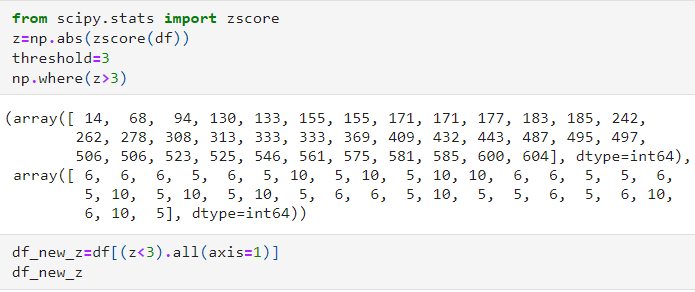 from scipy.stats import zscore
z=np.abs(zscore(df))
threshold=3
np.where(z>3)
(array([ 14,  68,  94, 130, 133, 155, 155, 171, 171, 177, 183, 185, 242,
262, 278, 308, 313, 333, 333, 369, 409, 432, 443, 487, 495, 497,
506, 506, 523, 525, 546, 561, 575, 581, 585, 600, 604], dtype=int64),
array([ 6,  6,  6,  5,  6,  5, 10,  5, 10,  5, 10, 10,  6,  6,  5,  5,  6,
5, 10,  5, 10,  5, 10,  5,  6,  6,  5, 10,  5,  5,  6,  5,  6, 10,
6, 10,  5], dtype=int64))
df_new_z=df[(z<3).all(axis=1)]
df_new_z